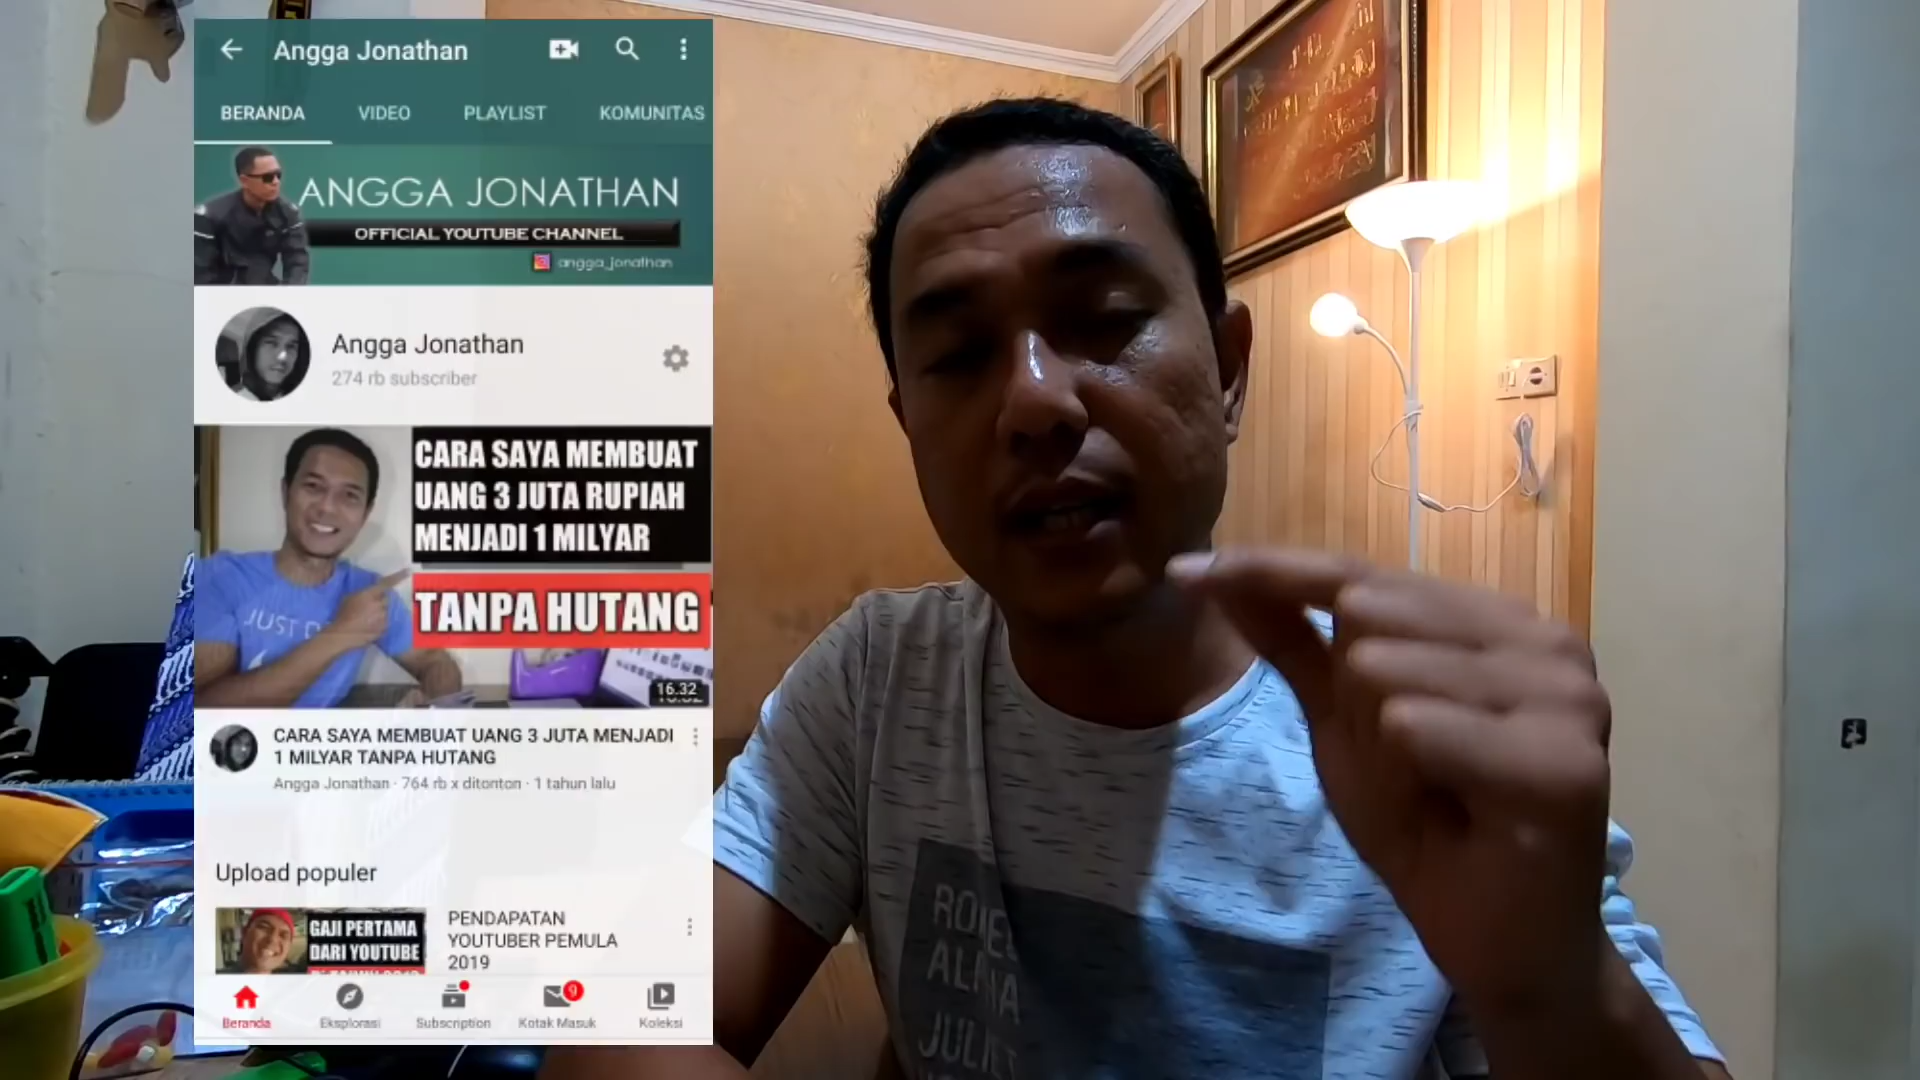 Angga Jonathan
BERANDA VIDEO PLAYLIST KOMUNITAS
ANGGA JONATHAN
OFFICIAL YOUTUBE CHANNEL
angga_jonathan
Angga Jonathan
274 rb subscriber
CARA SAYA MEMBUAT
UANG 3 JUTA RUPIAH
MENJADI 1 MILYAR
TANPA HUTANG
JUST
16.32
CARA SAYA MEMBUAT UANG 3 JUTA MENJADI
1 MILYAR TANPA HUTANG
Angga Jonathan · 764 rb x ditonton · 1 tahun lalu
Upload populer
GAJI PERTAMA
DARI YOUTUBE
PENDAPATAN
YOUTUBER PEMULA
2019
9
Beranda Eksplorasi Subscription Kotak Masuk Koleksi
JULIET